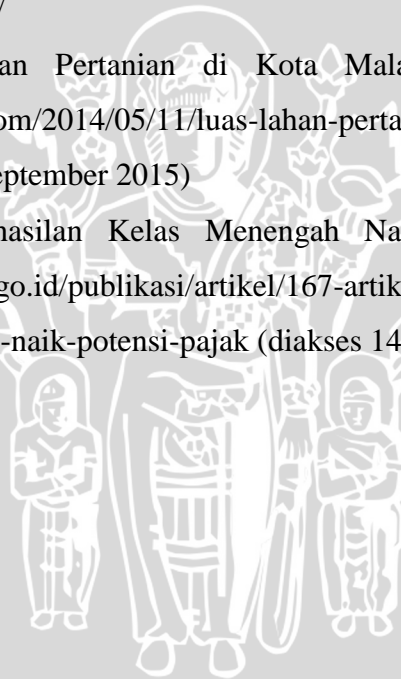 /
an Pertanian di Kota Mala
om/2014/05/11/luas-lahan-perta
eptember 2015)
hasilan Kelas Menengah Na
go.id/publikasi/artikel/167-artik
-naik-potensi-pajak (diakses 14